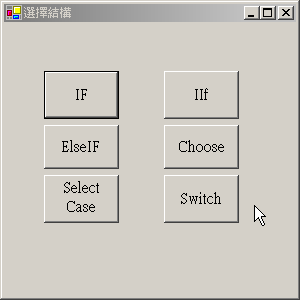 選擇結構
IF
IIf
ElseIF
Choose
Select
Case
Switch